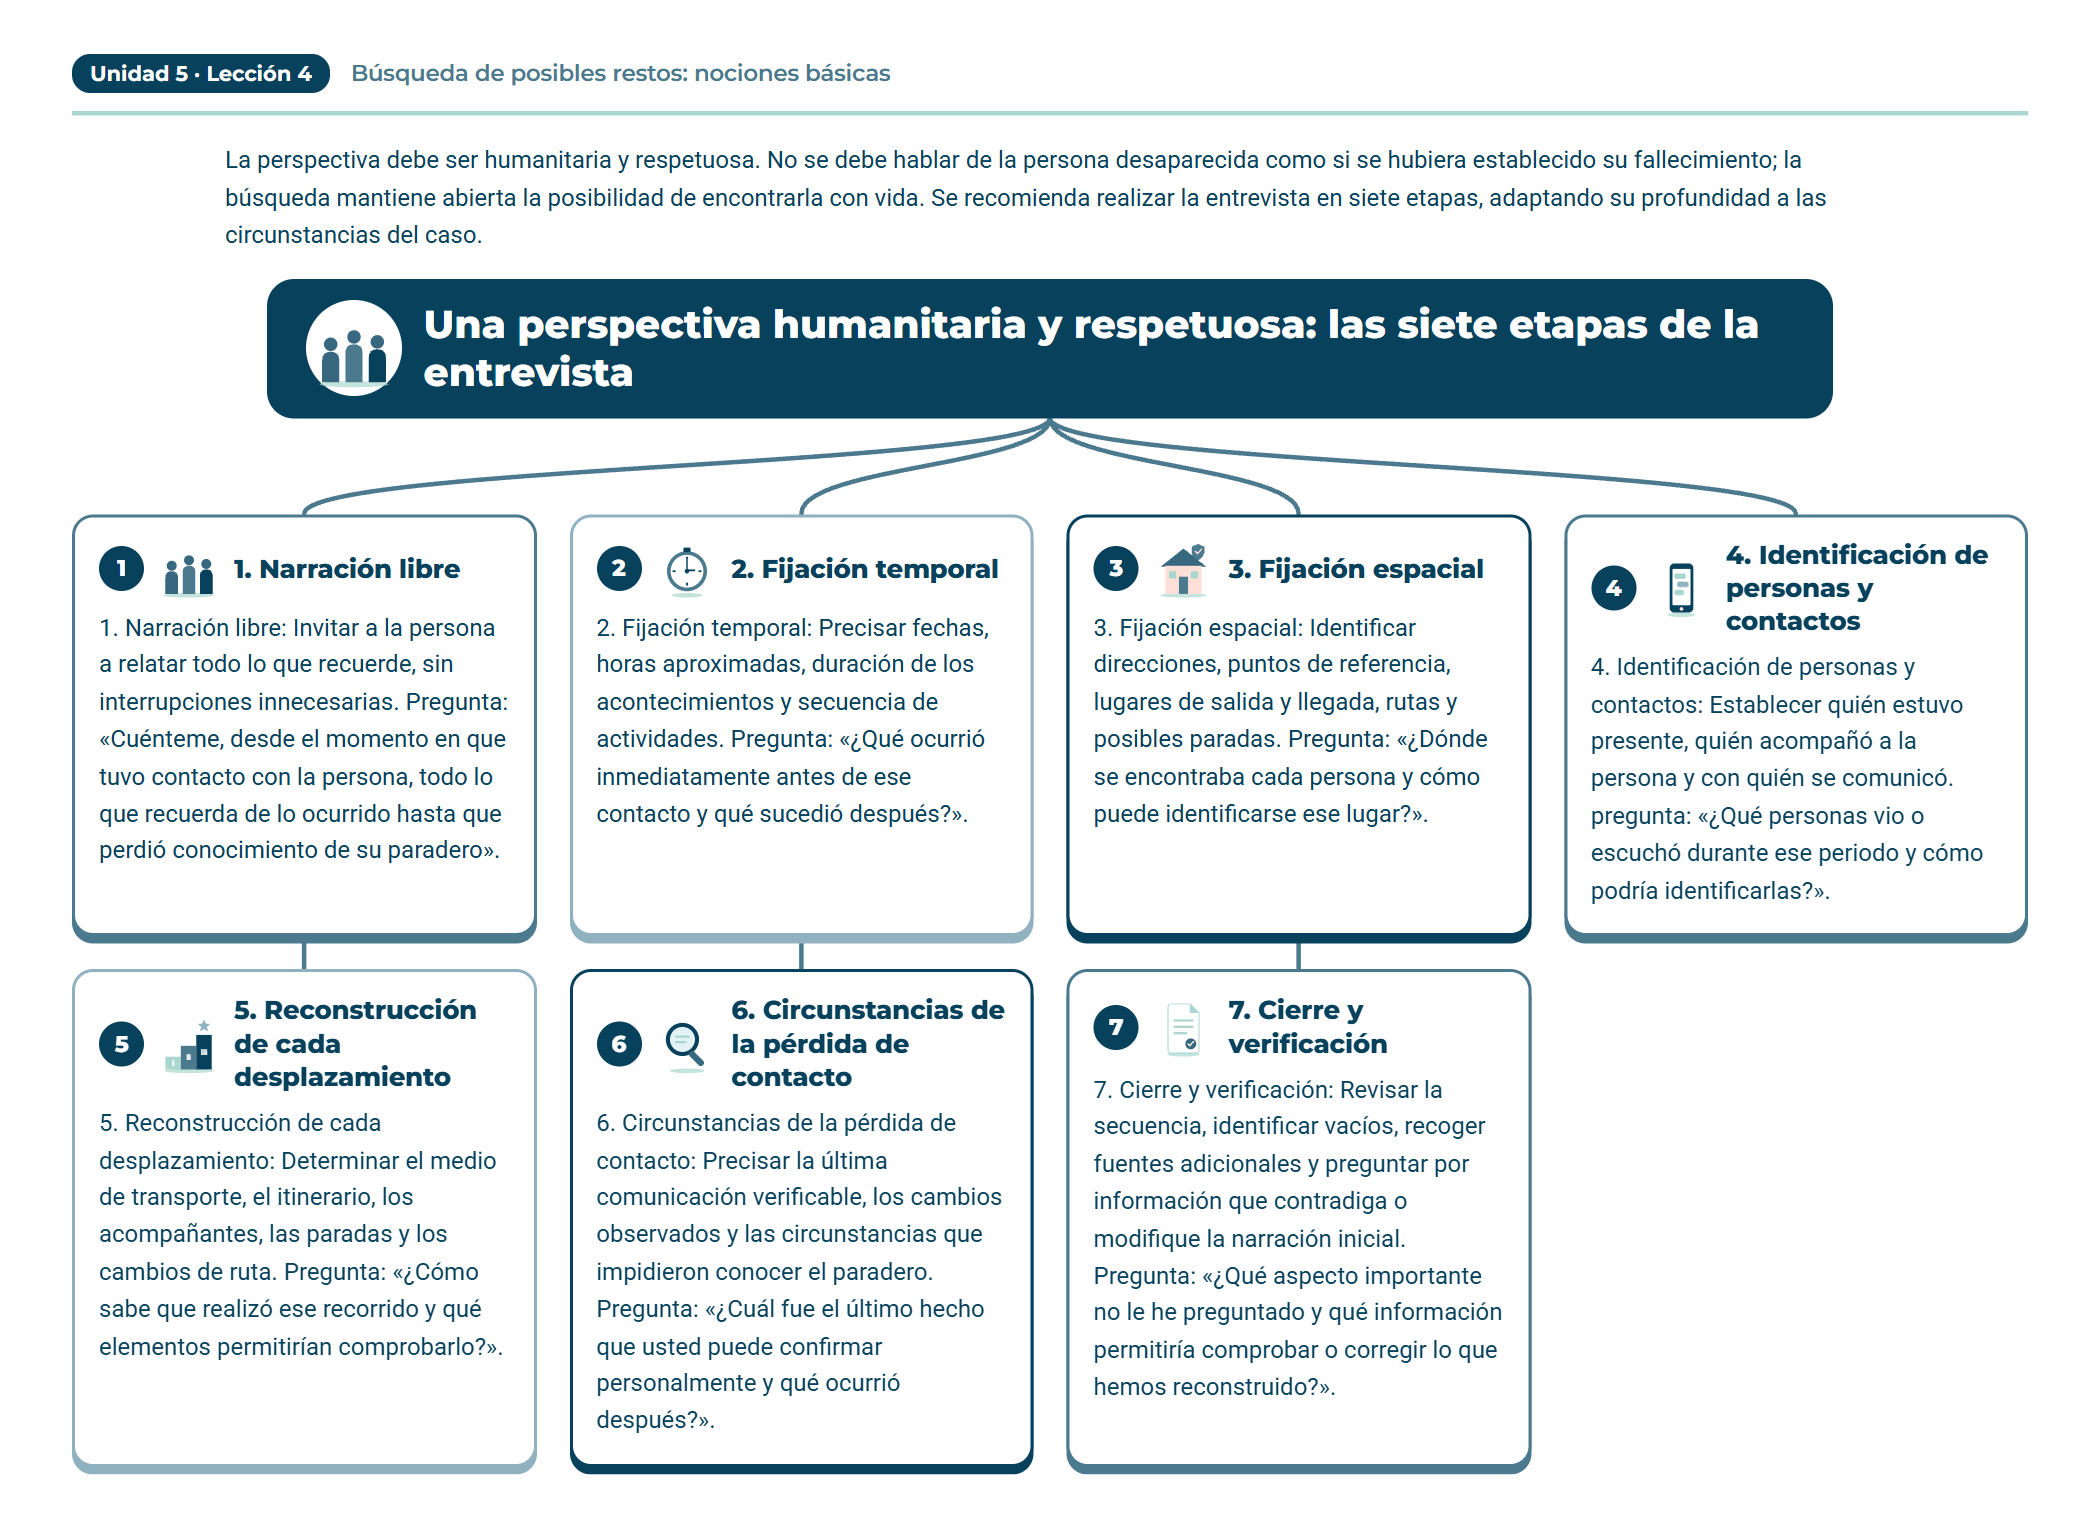 Unidad 5 · Lección 4
Búsqueda de posibles restos: nociones básicas
La perspectiva debe ser humanitaria y respetuosa. No se debe hablar de la persona desaparecida como si se hubiera establecido su fallecimiento; la
búsqueda mantiene abierta la posibilidad de encontrarla con vida. Se recomienda realizar la entrevista en siete etapas, adaptando su profundidad a las
circunstancias del caso.
Una perspectiva humanitaria y respetuosa: las siete etapas de la
entrevista
1
1. Narración libre
1. Narración libre: Invitar a la persona
a relatar todo lo que recuerde, sin
interrupciones innecesarias. Pregunta:
«Cuénteme, desde el momento en que
tuvo contacto con la persona, todo lo
que recuerda de lo ocurrido hasta que
perdió conocimiento de su paradero».
2
2. Fijación temporal
2. Fijación temporal: Precisar fechas,
horas aproximadas, duración de los
acontecimientos y secuencia de
actividades. Pregunta: «¿Qué ocurrió
inmediatamente antes de ese
contacto y qué sucedió después?».
3
3. Fijación espacial
3. Fijación espacial: Identificar
direcciones, puntos de referencia,
lugares de salida y llegada, rutas y
posibles paradas. Pregunta: «¿Dónde
se encontraba cada persona y cómo
puede identificarse ese lugar?».
4
4. Identificación de
personas y
contactos
4. Identificación de personas y
contactos: Establecer quién estuvo
presente, quién acompañó a la
persona y con quién se comunicó.
pregunta: «¿Qué personas vio o
escuchó durante ese periodo y cómo
podría identificarlas?».
5
5. Reconstrucción
de cada
desplazamiento
5. Reconstrucción de cada
desplazamiento: Determinar el medio
de transporte, el itinerario, los
acompañantes, las paradas y los
cambios de ruta. Pregunta: «¿Cómo
sabe que realizó ese recorrido y qué
elementos permitirían comprobarlo?».
6
6. Circunstancias de
la pérdida de
contacto
6. Circunstancias de la pérdida de
contacto: Precisar la última
comunicación verificable, los cambios
observados y las circunstancias que
impidieron conocer el paradero.
Pregunta: «¿Cuál fue el último hecho
que usted puede confirmar
personalmente y qué ocurrió
después?».
7
7. Cierre y
verificación
7. Cierre y verificación: Revisar la
secuencia, identificar vacíos, recoger
fuentes adicionales y preguntar por
información que contradiga o
modifique la narración inicial.
Pregunta: «¿Qué aspecto importante
no le he preguntado y qué información
permitiría comprobar o corregir lo que
hemos reconstruido?».